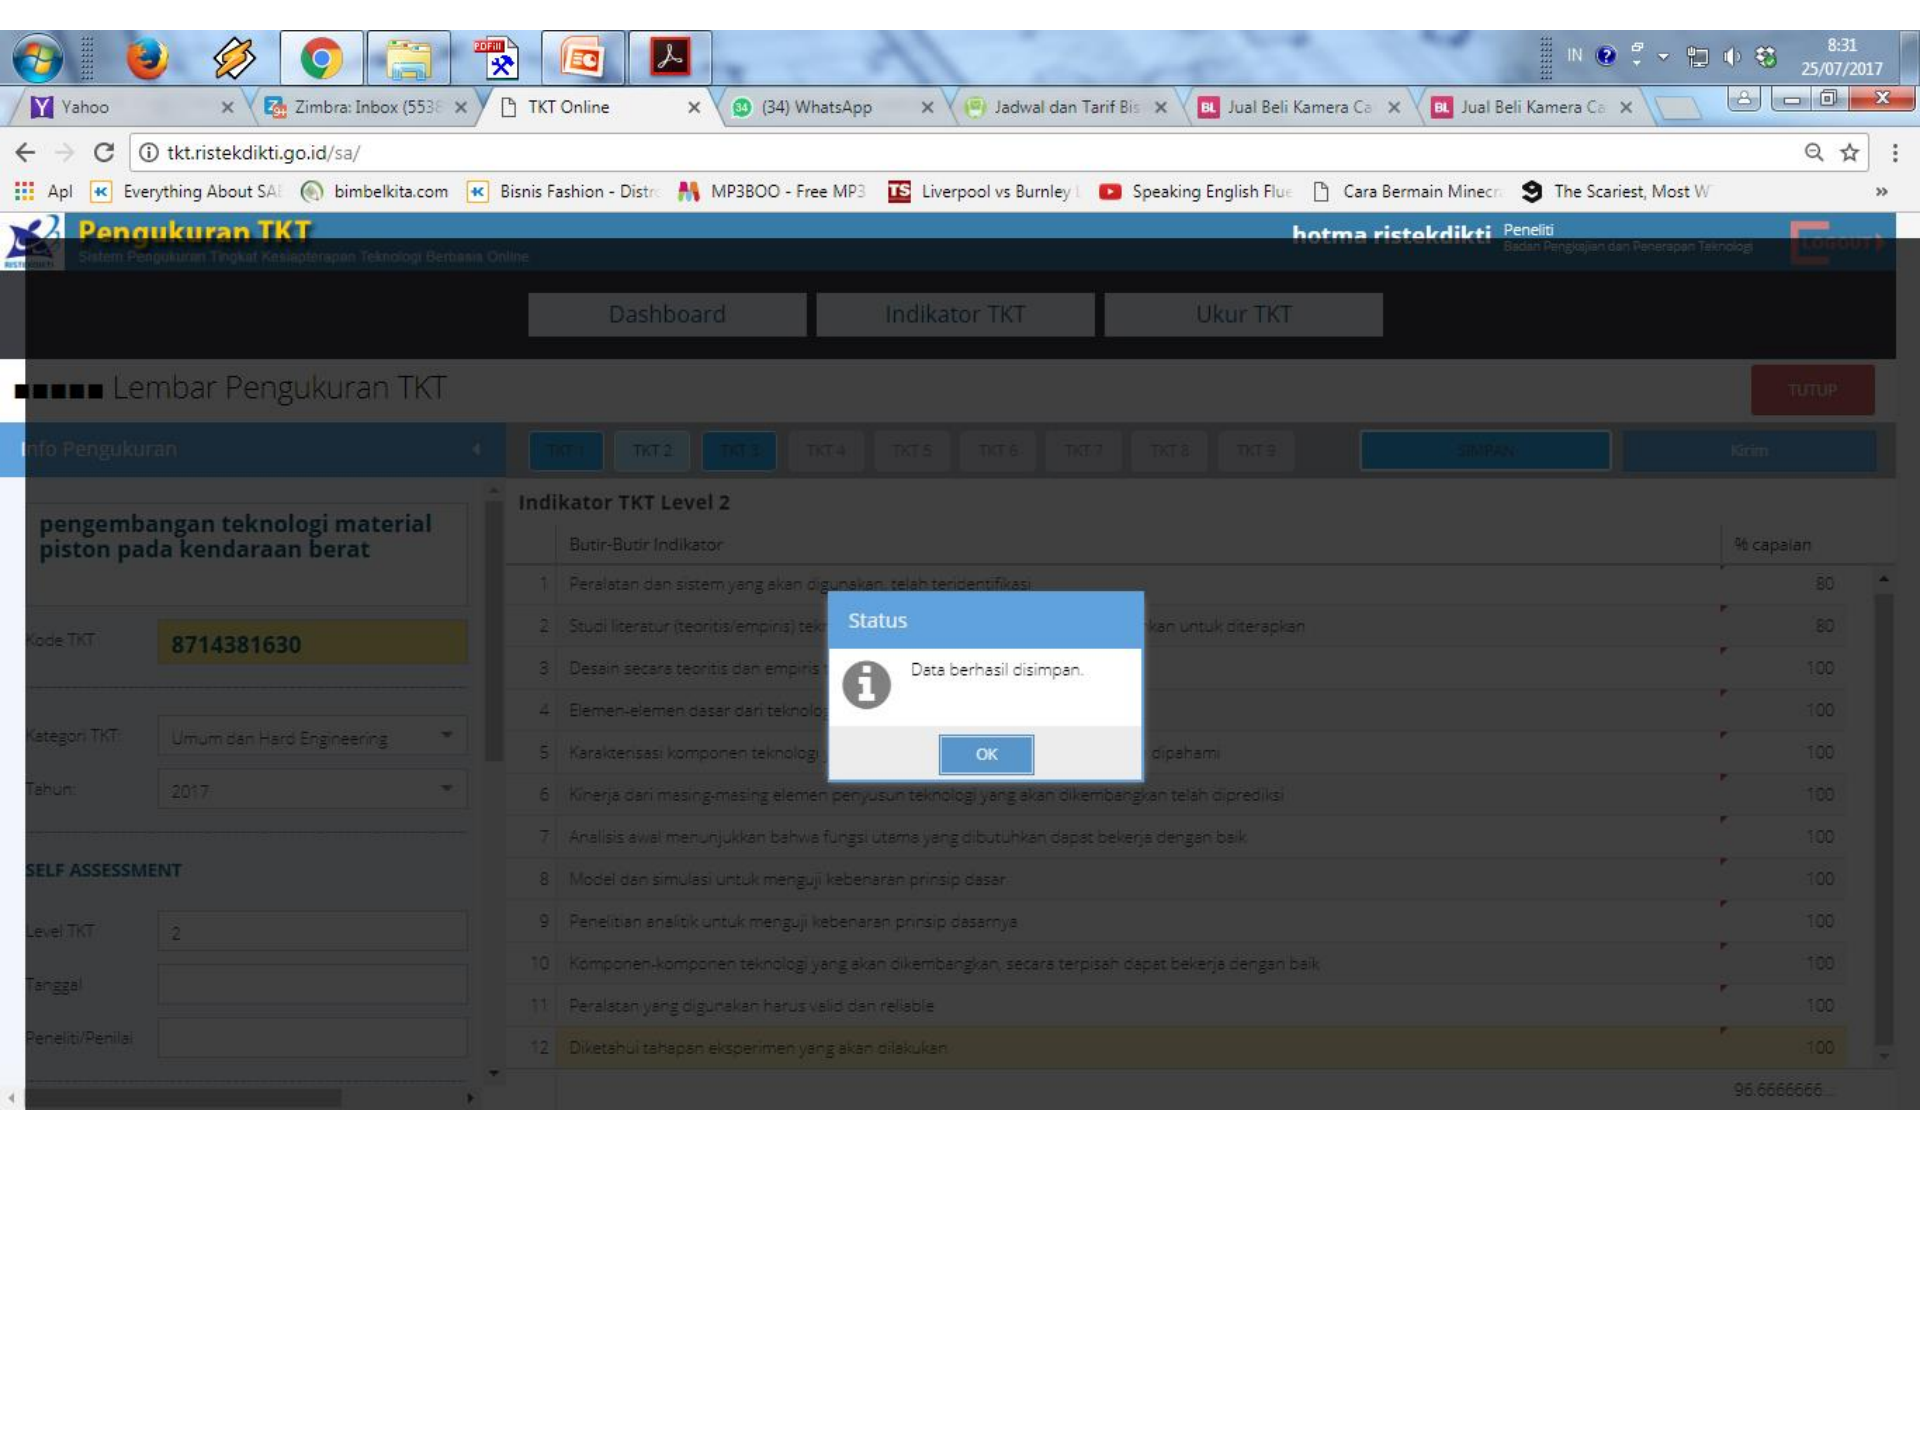 IN
8:31
25/07/2017
Yahoo
Zimbra: Inbox (5538
TKT Online
(34) WhatsApp
Jadwal dan Tarif Bis
BL Jual Beli Kamera Ca
BL Jual Beli Kamera Ca
tkt.ristekdikti.go.id/sa/
Apl
Everything About SA
bimbelkita.com
Bisnis Fashion - Distr
MP3BOO - Free MP3
TS Liverpool vs Burnley
Speaking English Flue
Cara Bermain Minecr
The Scariest, Most W
»
Pengukuran TKT
Sistem Pengukuran Tingkat Kesiapterapan Teknologi Berbasis Online
hotma ristekdikti
Peneliti
Badan Pengkajian dan Penerapan Teknologi
LOGOUT
Dashboard
Indikator TKT
Ukur TKT
Lembar Pengukuran TKT
TUTUP
Info Pengukuran
TKT 1 TKT 2 TKT 3 TKT 4 TKT 5 TKT 6 TKT 7 TKT 8 TKT 9
SIMPAN
Kirim
pengembangan teknologi material
piston pada kendaraan berat
Kode TKT 8714381630
Kategori TKT: Umum dan Hard Engineering
Tahun: 2017
SELF ASSESSMENT
Level TKT 2
Tanggal
Peneliti/Penilai
Indikator TKT Level 2
Butir-Butir Indikator % capaian
1 Peralatan dan sistem yang akan digunakan, telah teridentifikasi 80
2 Studi literatur (teoritis/empiris) tek kan untuk diterapkan 80
3 Desain secara teoritis dan empiris 100
4 Elemen-elemen dasar dari teknolog 100
5 Karakterisasi komponen teknologi dipahami 100
6 Kinerja dari masing-masing elemen penyusun teknologi yang akan dikembangkan telah diprediksi 100
7 Analisis awal menunjukkan bahwa fungsi utama yang dibutuhkan dapat bekerja dengan baik 100
8 Model dan simulasi untuk menguji kebenaran prinsip dasar 100
9 Penelitian analitik untuk menguji kebenaran prinsip dasarnya 100
10 Komponen-komponen teknologi yang akan dikembangkan, secara terpisah dapat bekerja dengan baik 100
11 Peralatan yang digunakan harus valid dan reliable 100
12 Diketahui tahapan eksperimen yang akan dilakukan 100
96.6666666...
Status
Data berhasil disimpan.
OK